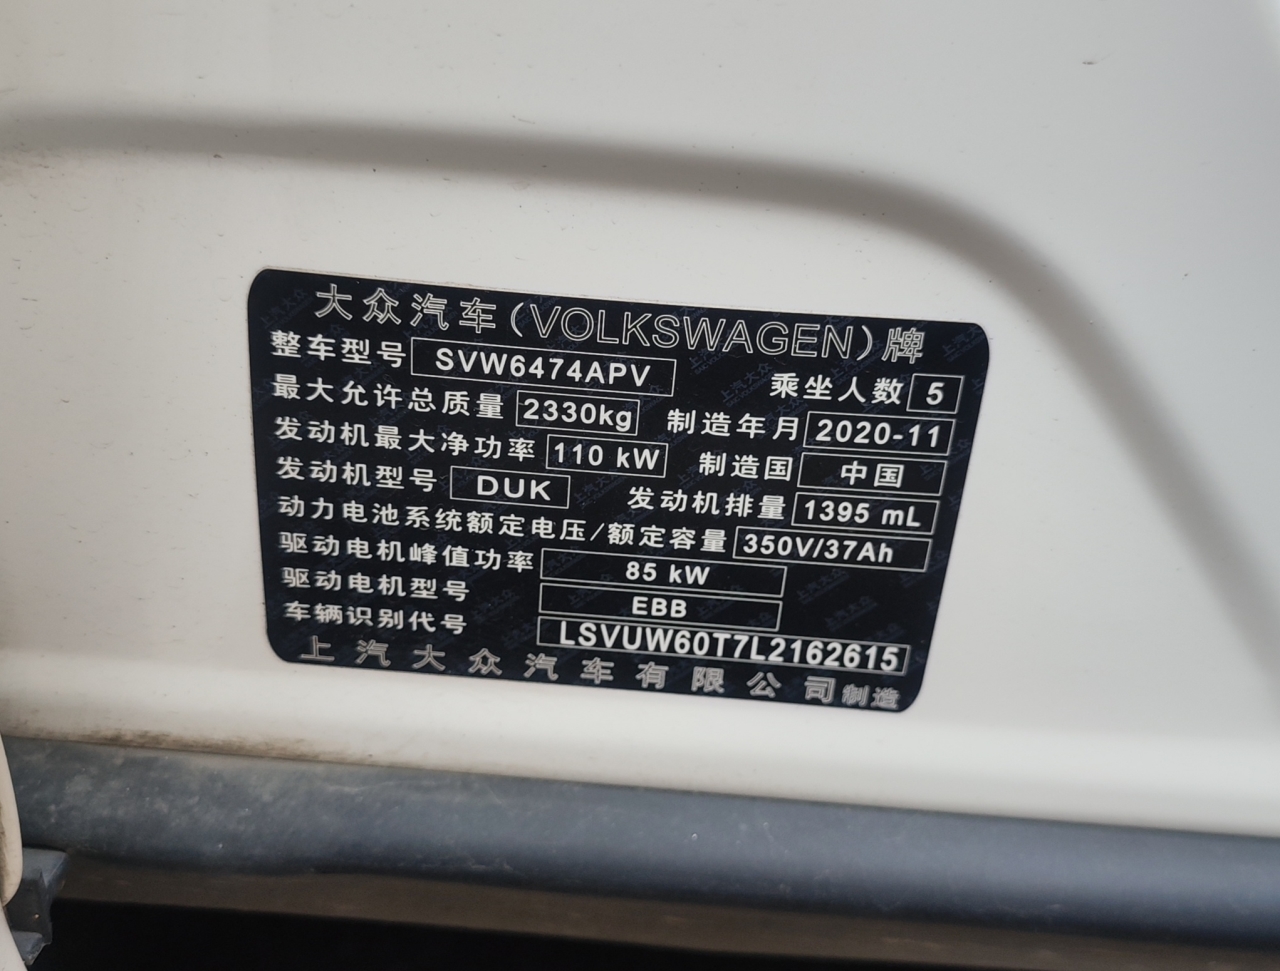 大众汽车(VOLKSWAGEN)牌
整车型号 SVW6474APV 乘坐人数 5
最大允许总质量 2330kg 制造年月 2020-11
发动机最大净功率 110 kW 制造国 中国
发动机型号 DUK 发动机排量 1395 mL
动力电池系统额定电压/额定容量 350V/37Ah
驱动电机峰值功率 85 kW
驱动电机型号 EBB
车辆识别代号 LSVUW60T7L2162615
上汽大众汽车有限公司制造